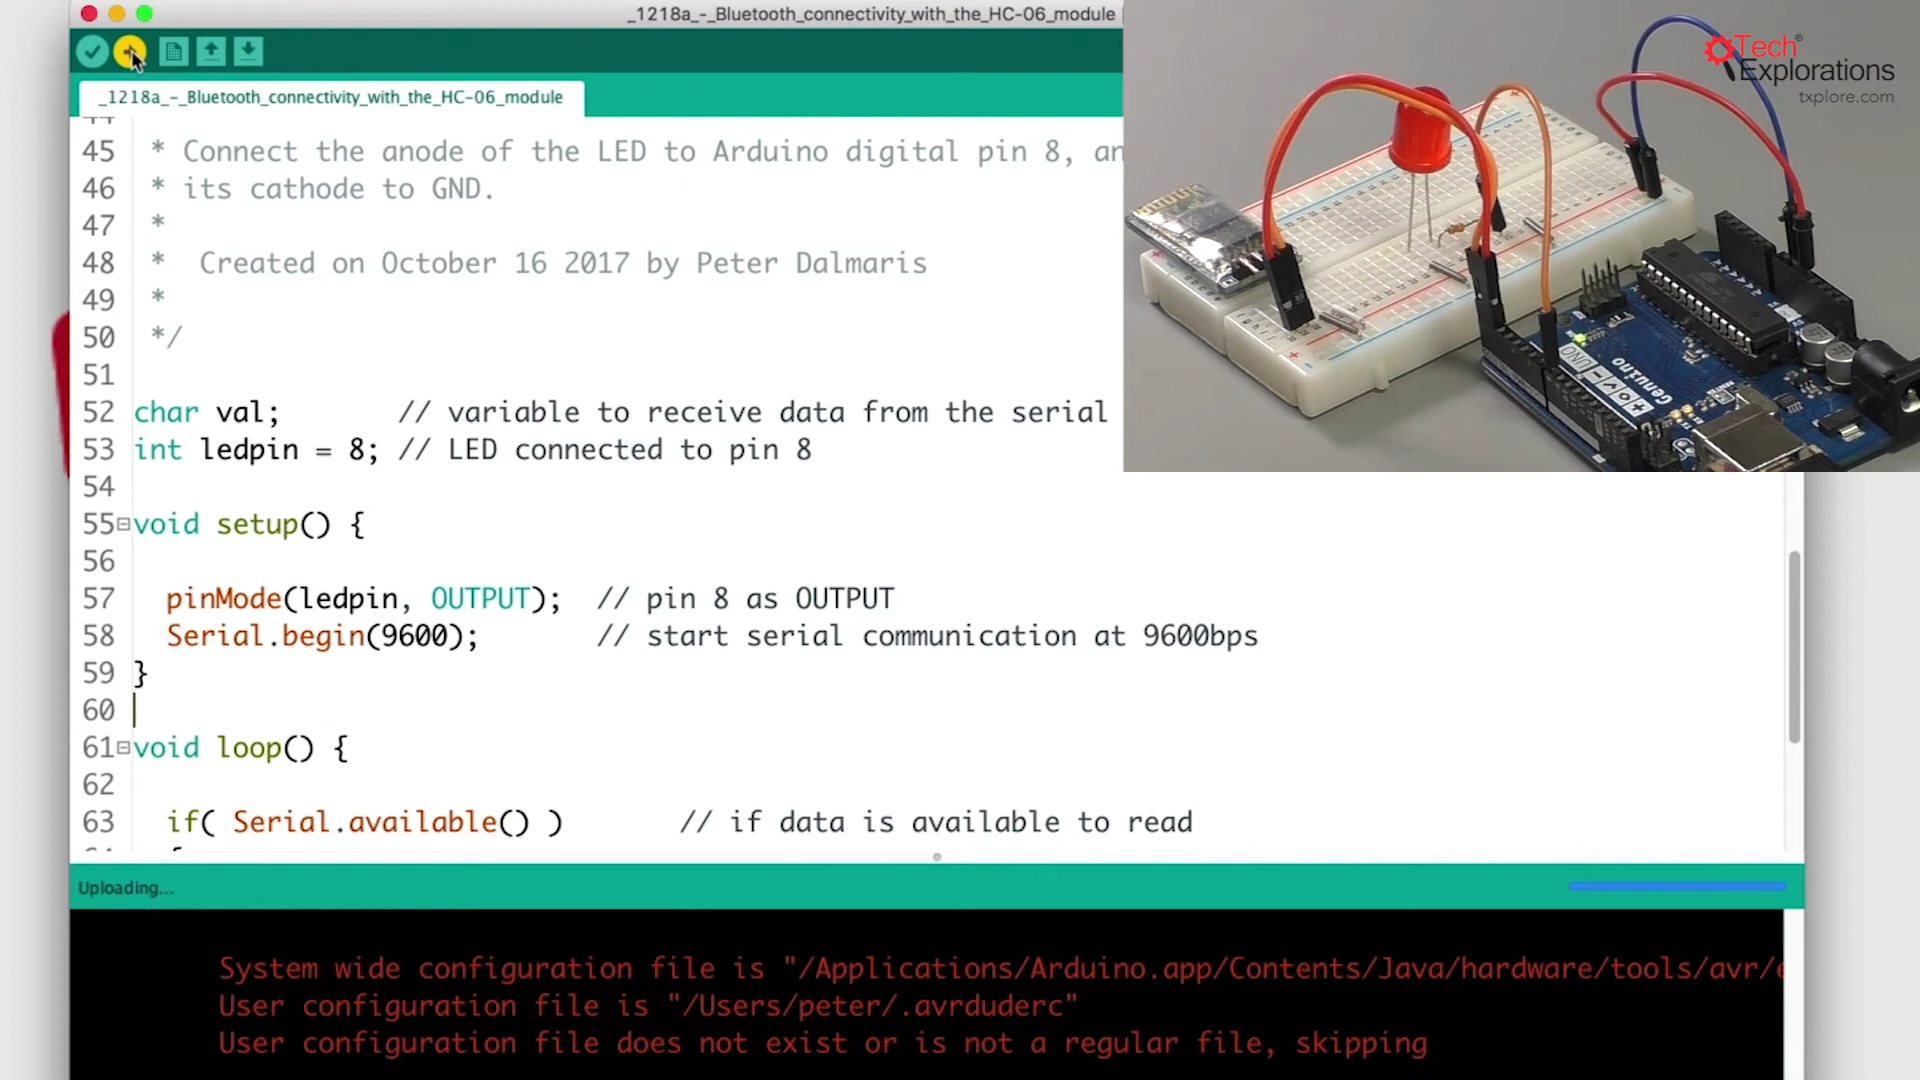 _1218a_-_Bluetooth_connectivity_with_the_HC-06_module
Tech
Explorations
txplore.com
_1218a_-_Bluetooth_connectivity_with_the_HC-06_module
45 * Connect the anode of the LED to Arduino digital pin 8, an
46 * its cathode to GND.
47 *
48 * Created on October 16 2017 by Peter Dalmaris
49 *
50 */
51
52 char val; // variable to receive data from the serial
53 int ledpin = 8; // LED connected to pin 8
54
55 void setup() {
56
57 pinMode(ledpin, OUTPUT); // pin 8 as OUTPUT
58 Serial.begin(9600); // start serial communication at 9600bps
59 }
60
61 void loop() {
62
63 if( Serial.available() ) // if data is available to read
UNO
Genuino
Uploading...
System wide configuration file is "/Applications/Arduino.app/Contents/Java/hardware/tools/avr/e
User configuration file is "/Users/peter/.avrduderc"
User configuration file does not exist or is not a regular file, skipping